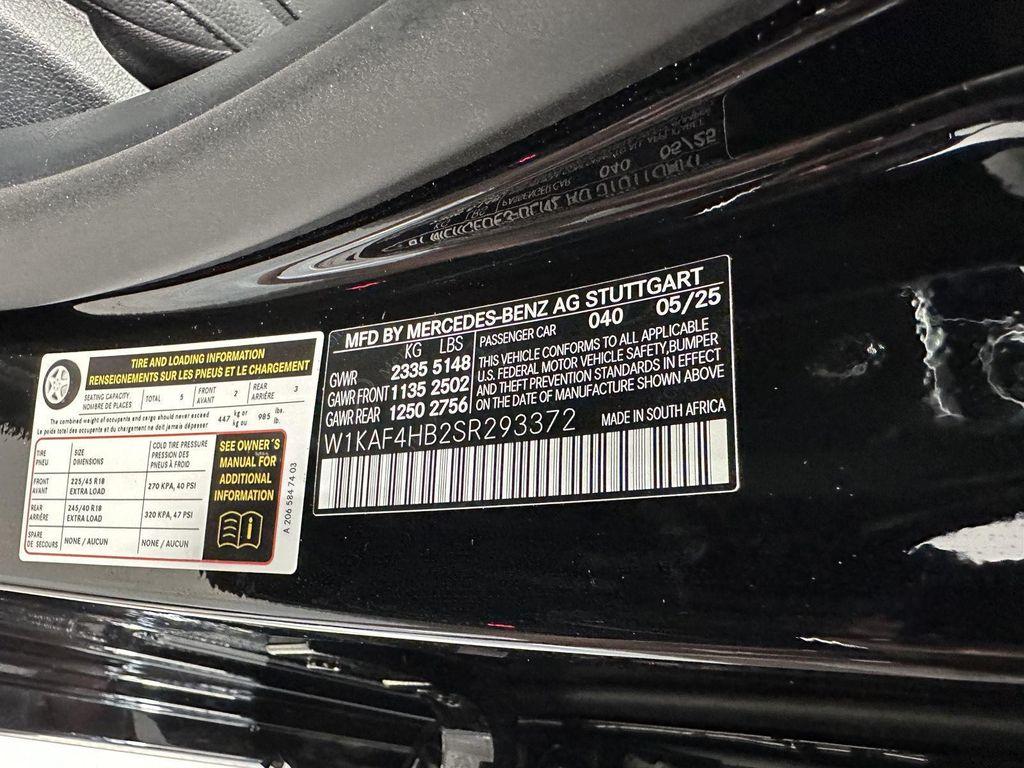 TIRE AND LOADING INFORMATION
RENSEIGNEMENTS SUR LES PNEUS ET LE CHARGEMENT
SEATING CAPACITY
NOMBRE DE PLACES
TOTAL 5
FRONT
AVANT
2
REAR
ARRIÈRE
3
The combined weight of occupants and cargo should never exceed
Le poids total des occupants et du chargement ne doit jamais dépasser
447 kg or
kg ou
985 lbs.
lb.
TIRE
PNEU
SIZE
DIMENSIONS
COLD TIRE PRESSURE
PRESSION DES
PNEUS À FROID
FRONT
AVANT
225/45 R18
EXTRA LOAD
270 KPA, 40 PSI
REAR
ARRIÈRE
245/40 R18
EXTRA LOAD
320 KPA, 47 PSI
SPARE
DE SECOURS
NONE / AUCUN
NONE / AUCUN
SEE OWNER'S
MANUAL FOR
ADDITIONAL
INFORMATION
A 206 584 74 03
MFD BY MERCEDES-BENZ AG STUTTGART
KG LBS
GVWR 2335 5148
GAWR FRONT 1135 2502
GAWR REAR 1250 2756
PASSENGER CAR 040 05/25
THIS VEHICLE CONFORMS TO ALL APPLICABLE
U.S. FEDERAL MOTOR VEHICLE SAFETY,BUMPER
AND THEFT PREVENTION STANDARDS IN EFFECT
ON THE DATE OF MANUFACTURE SHOWN ABOVE
W1KAF4HB2SR293372 MADE IN SOUTH AFRICA